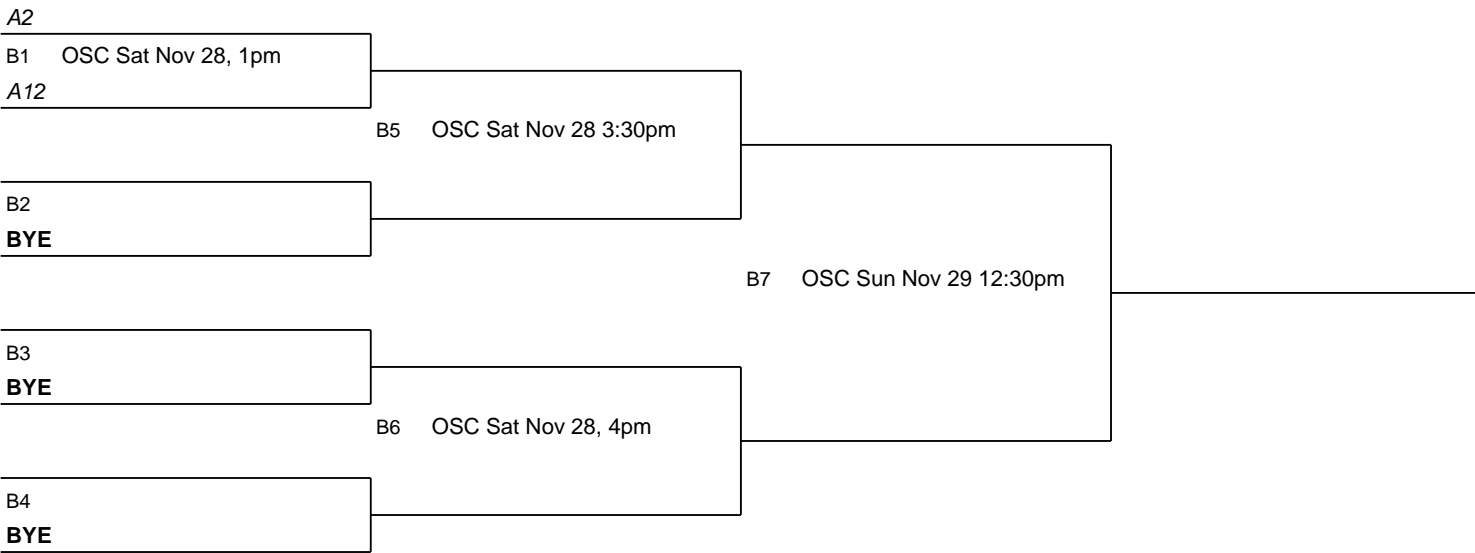 A2
B1 OSC Sat Nov 28, 1pm
A12
B5 OSC Sat Nov 28 3:30pm
B2
BYE
B7 OSC Sun Nov 29 12:30pm
B3
BYE
B6 OSC Sat Nov 28, 4pm
B4
BYE